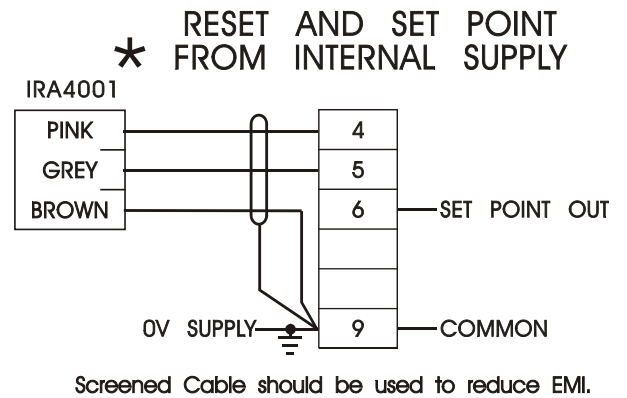 RESET AND SET POINT
* FROM INTERNAL SUPPLY
IRA4001
PINK 4
GREY 5
BROWN 6 SET POINT OUT
0V SUPPLY 9 COMMON
Screened Cable should be used to reduce EMI.